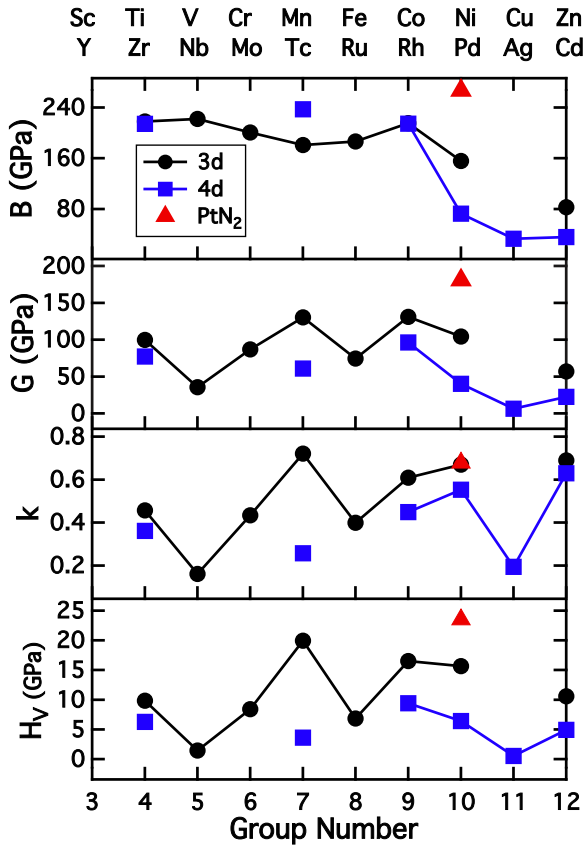 Sc Ti V Cr Mn Fe Co Ni Cu Zn
Y Zr Nb Mo Tc Ru Rh Pd Ag Cd
240
160
80
B (GPa)
3d
4d
PtN₂
200
150
100
50
0
G (GPa)
0.8
0.6
0.4
0.2
k
25
20
15
10
5
0
H_V (GPa)
3 4 5 6 7 8 9 10 11 12
Group Number